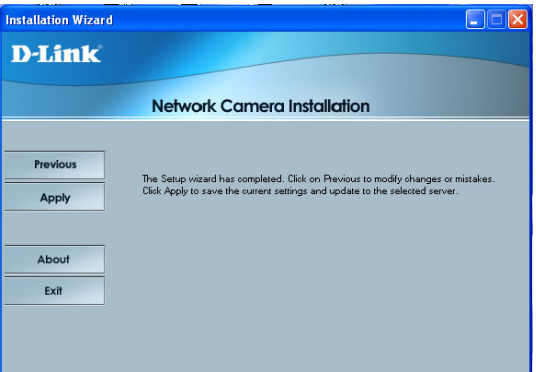 Installation Wizard
D-Link
Network Camera Installation
Previous
Apply
The Setup wizard has completed. Click on Previous to modify changes or mistakes.
Click Apply to save the current settings and update to the selected server.
About
Exit